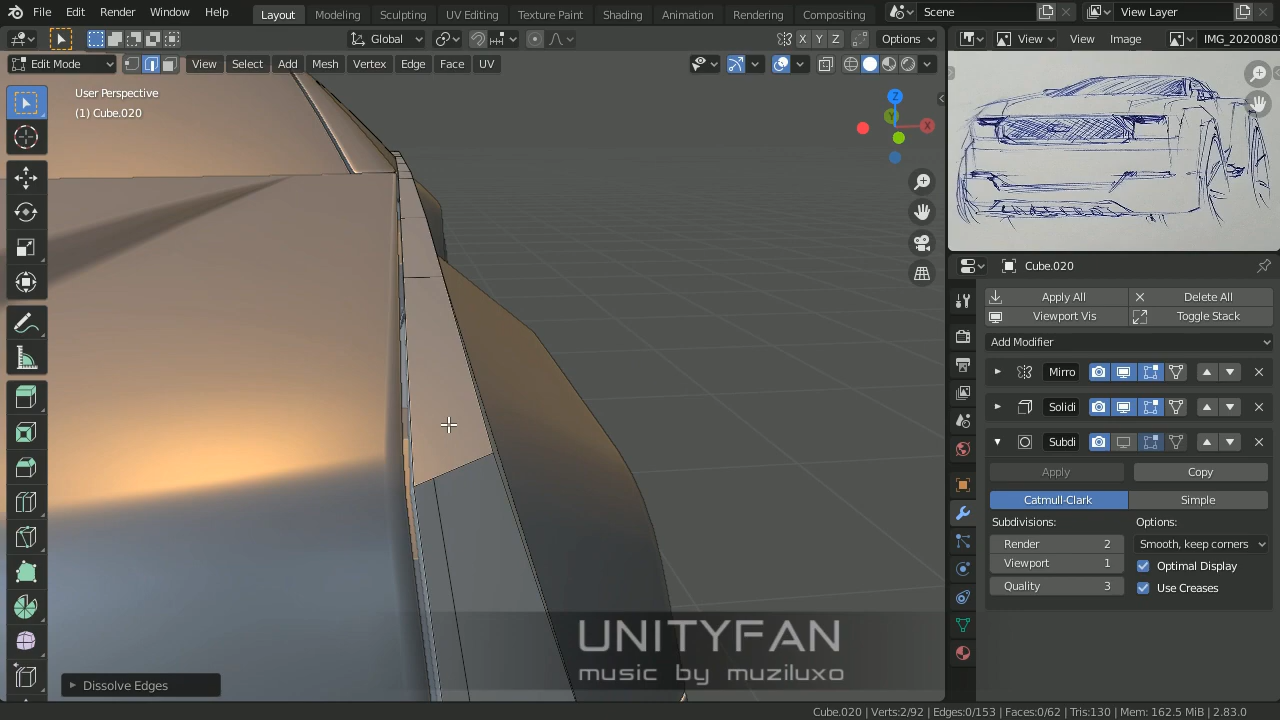 File Edit Render Window Help
Layout Modeling Sculpting UV Editing Texture Paint Shading Animation Rendering Compositing
Scene
View Layer
Global
X Y Z
Options
View
View
Image
IMG_2020080
Edit Mode
View Select Add Mesh Vertex Edge Face UV
User Perspective
(1) Cube.020
Z
Y
X
Cube.020
Apply All
Delete All
Viewport Vis
Toggle Stack
Add Modifier
Mirro
Solidi
Subdi
Apply
Copy
Catmull-Clark
Simple
Subdivisions:
Options:
Render 2
Smooth, keep corners
Viewport 1
Optimal Display
Quality 3
Use Creases
UNITYFAN
music by muziluxo
Dissolve Edges
Cube.020 | Verts:2/92 | Edges:0/153 | Faces:0/62 | Tris:130 | Mem: 162.5 MiB | 2.83.0